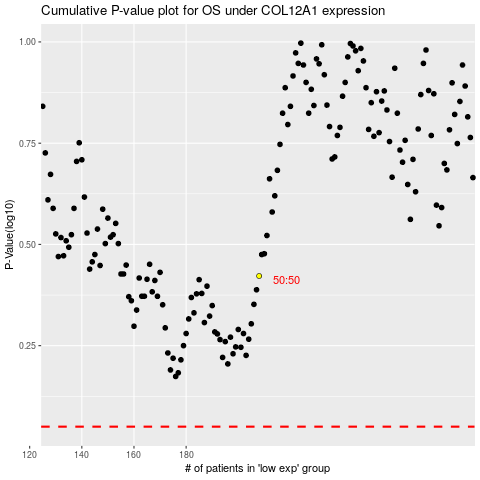 Cumulative P-value plot for OS under COL12A1 expression
P-Value(log10)
1.00
0.75
0.50
0.25
50:50
120 140 160 180
# of patients in 'low exp' group